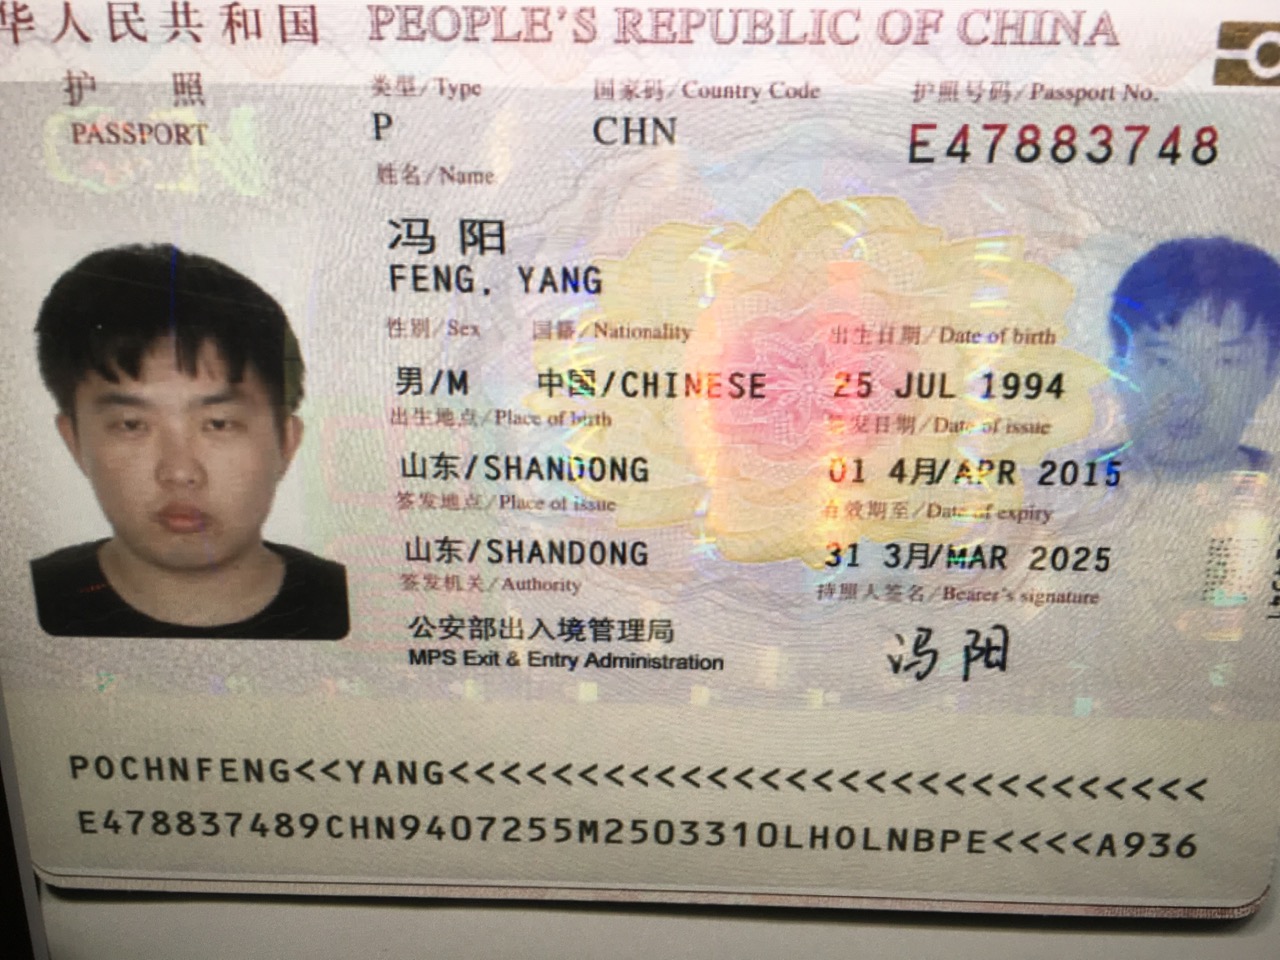 华人民共和国 PEOPLE'S REPUBLIC OF CHINA
护 照 类型/Type 国家码/Country Code 护照号码/Passport No.
PASSPORT P CHN E47883748
姓名/Name
冯 阳
FENG, YANG
性别/Sex 国籍/Nationality 出生日期/Date of birth
男/M 中国/CHINESE 25 JUL 1994
出生地点/Place of birth 签发日期/Date of issue
山东/SHANDONG 01 4月/APR 2015
签发地点/Place of issue 有效期至/Date of expiry
山东/SHANDONG 31 3月/MAR 2025
签发机关/Authority 持照人签名/Bearer's signature
公安部出入境管理局 冯阳
MPS Exit & Entry Administration
POCHNFENG<<YANG<<<<<<<<<<<<<<<<<<<<<<<<<<<<<
E478837489CHN9407255M2503310LHOLNBPE<<<<A936